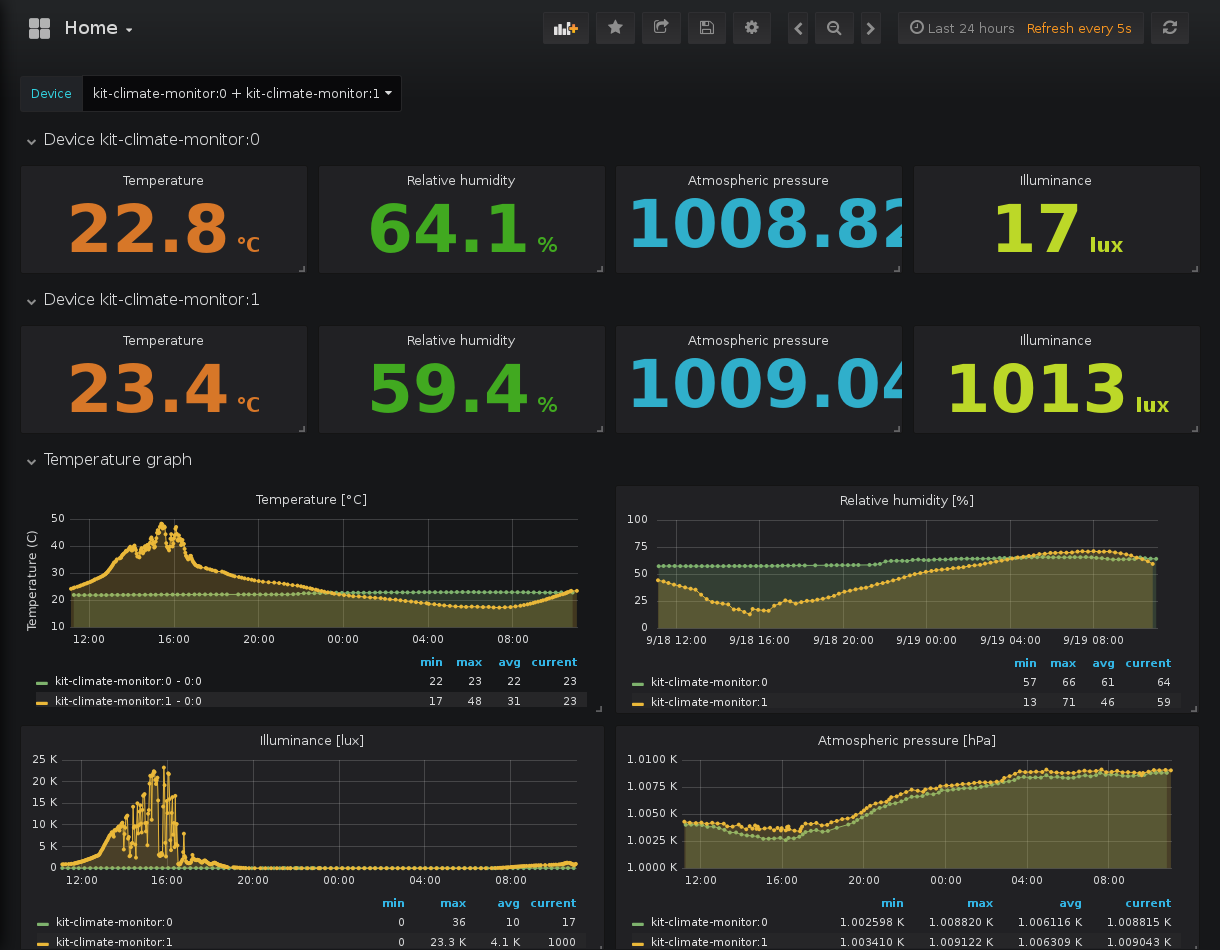 Home
Last 24 hours Refresh every 5s
Device kit-climate-monitor:0 + kit-climate-monitor:1
Device kit-climate-monitor:0
Temperature Relative humidity Atmospheric pressure Illuminance
22.8 °C 64.1 % 1008.82 17 lux
Device kit-climate-monitor:1
Temperature Relative humidity Atmospheric pressure Illuminance
23.4 °C 59.4 % 1009.04 1013 lux
Temperature graph
Temperature [°C]
Temperature (C)
50
40
30
20
10
12:00 16:00 20:00 00:00 04:00 08:00
min max avg current
kit-climate-monitor:0 - 0:0 22 23 22 23
kit-climate-monitor:1 - 0:0 17 48 31 23
Relative humidity [%]
100
75
50
25
0
9/18 12:00 9/18 16:00 9/18 20:00 9/19 00:00 9/19 04:00 9/19 08:00
min max avg current
kit-climate-monitor:0 57 66 61 64
kit-climate-monitor:1 13 71 46 59
Illuminance [lux]
25 K
20 K
15 K
10 K
5 K
0
12:00 16:00 20:00 00:00 04:00 08:00
min max avg current
kit-climate-monitor:0 0 36 10 17
kit-climate-monitor:1 0 23.3 K 4.1 K 1000
Atmospheric pressure [hPa]
1.0100 K
1.0075 K
1.0050 K
1.0025 K
1.0000 K
12:00 16:00 20:00 00:00 04:00 08:00
min max avg current
kit-climate-monitor:0 1.002598 K 1.008820 K 1.006116 K 1.008815 K
kit-climate-monitor:1 1.003410 K 1.009122 K 1.006309 K 1.009043 K